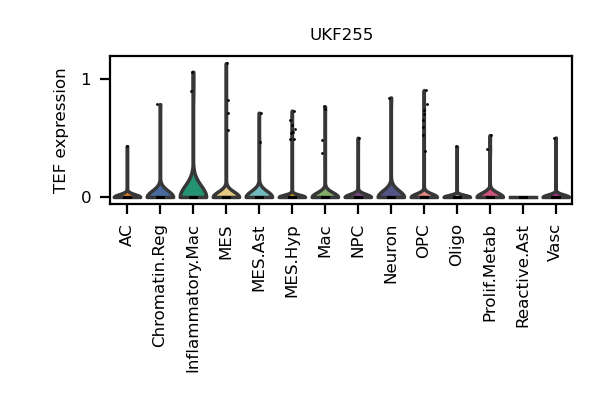 UKF255
TEF expression
1
0
AC
Chromatin.Reg
Inflammatory.Mac
MES
MES.Ast
MES.Hyp
Mac
NPC
Neuron
OPC
Oligo
Prolif.Metab
Reactive.Ast
Vasc